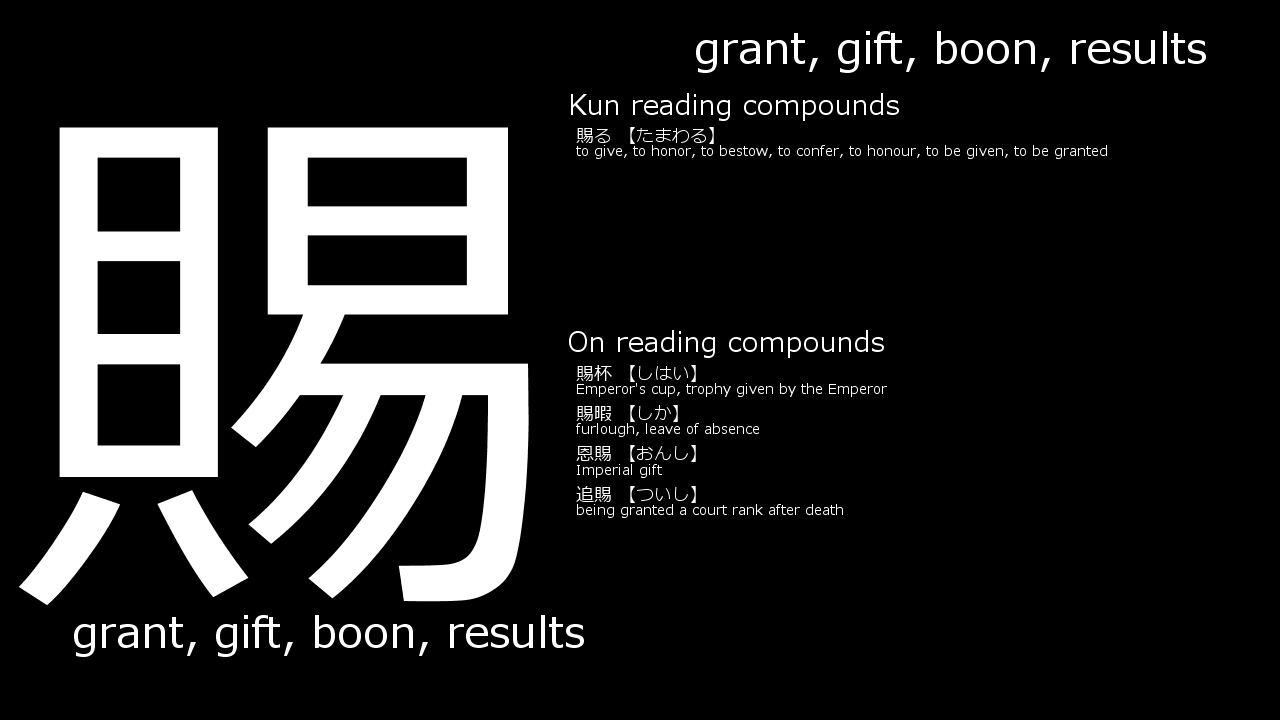 grant, gift, boon, results
賜
Kun reading compounds
賜る 【たまわる】
to give, to honor, to bestow, to confer, to honour, to be given, to be granted
On reading compounds
賜杯 【しはい】
Emperor's cup, trophy given by the Emperor
賜暇 【しか】
furlough, leave of absence
恩賜 【おんし】
Imperial gift
追賜 【ついし】
being granted a court rank after death
grant, gift, boon, results